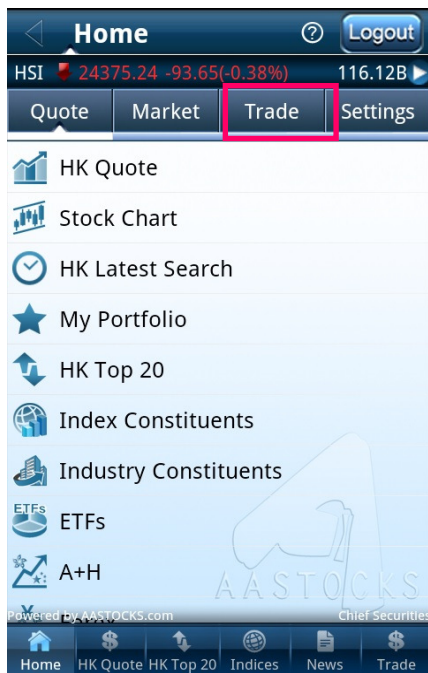 Home
Logout
HSI 24375.24 -93.65(-0.38%) 116.12B
Quote Market Trade Settings
HK Quote
Stock Chart
HK Latest Search
My Portfolio
HK Top 20
Index Constituents
Industry Constituents
ETFs ETFs
A+H
AASTOCKS
Powered by AASTOCKS.com Chief Securities
Home HK Quote HK Top 20 Indices News Trade